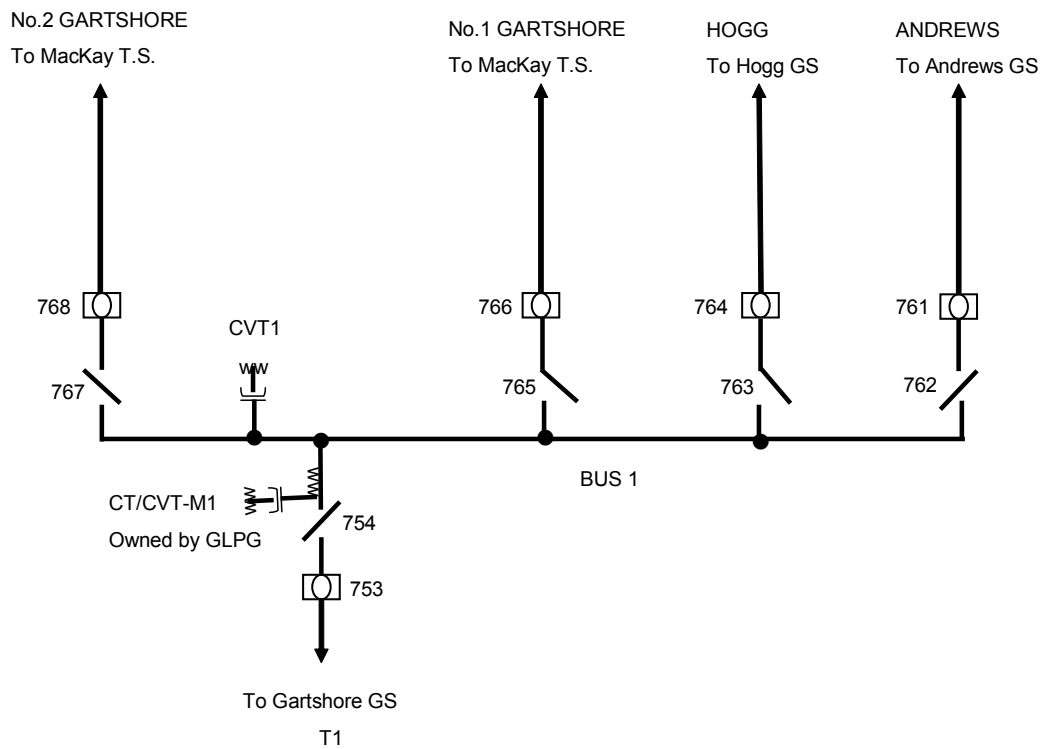 No.2 GARTSHORE
To MacKay T.S.
No.1 GARTSHORE
To MacKay T.S.
HOGG
To Hogg GS
ANDREWS
To Andrews GS
768
766
764
761
CVT1
767
765
763
762
BUS 1
CT/CVT-M1
Owned by GLPG
754
753
To Gartshore GS
T1